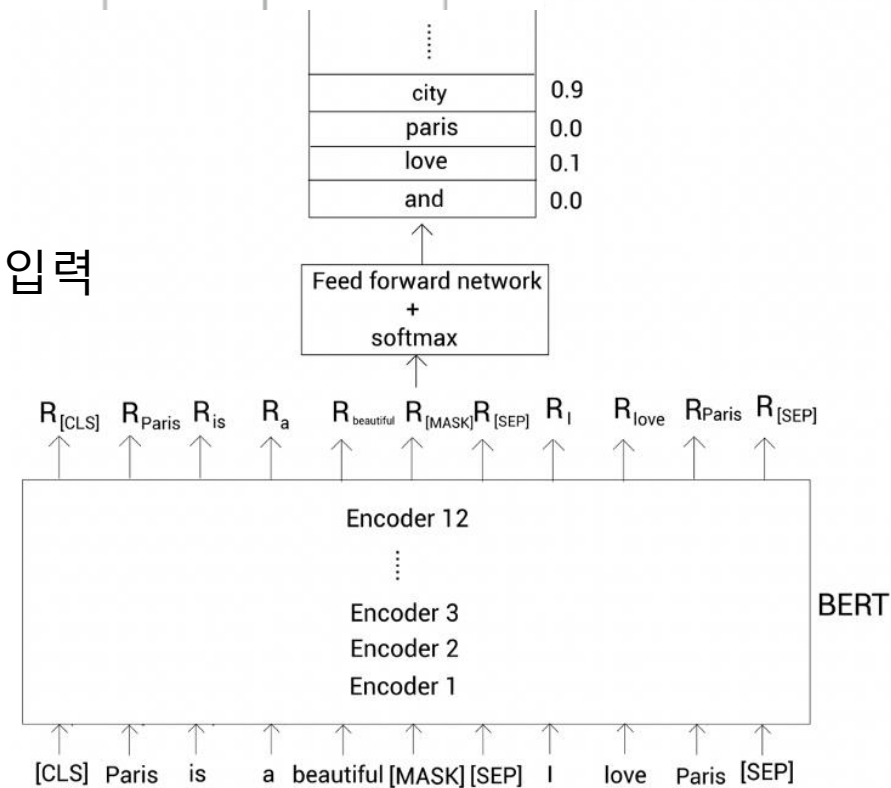 city 0.9
paris 0.0
love 0.1
and 0.0
입력
Feed forward network
+
softmax
R[CLS] RParis Ris Ra Rbeautiful R[MASK] R[SEP] RI Rlove RParis R[SEP]
Encoder 12
Encoder 3
Encoder 2
Encoder 1
BERT
[CLS] Paris is a beautiful [MASK] [SEP] I love Paris [SEP]